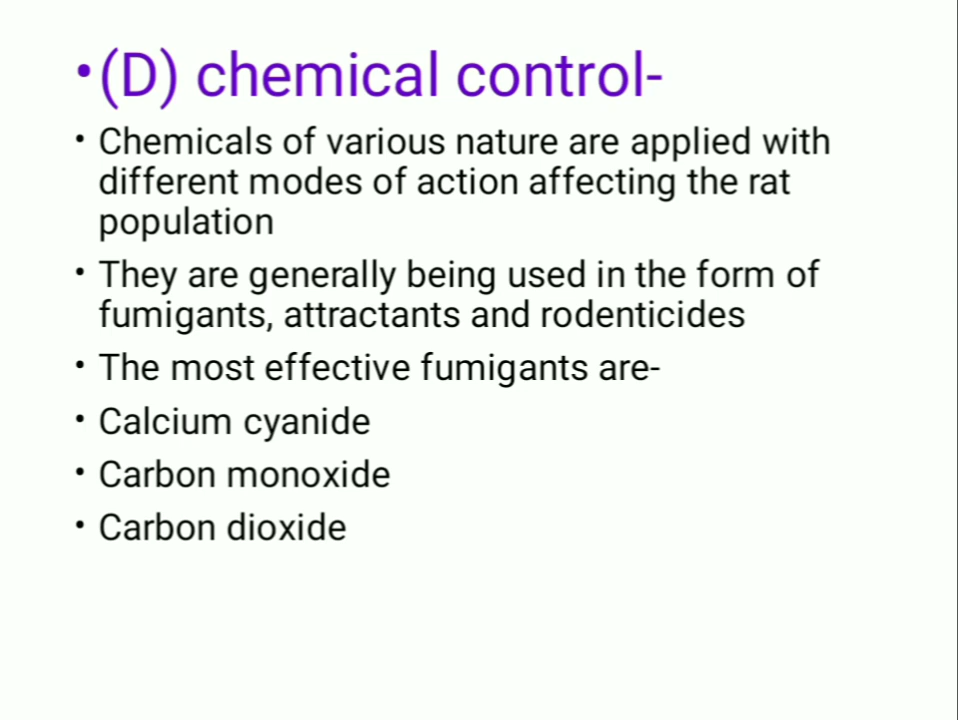 •(D) chemical control-
• Chemicals of various nature are applied with
different modes of action affecting the rat
population
• They are generally being used in the form of
fumigants, attractants and rodenticides
• The most effective fumigants are-
• Calcium cyanide
• Carbon monoxide
• Carbon dioxide